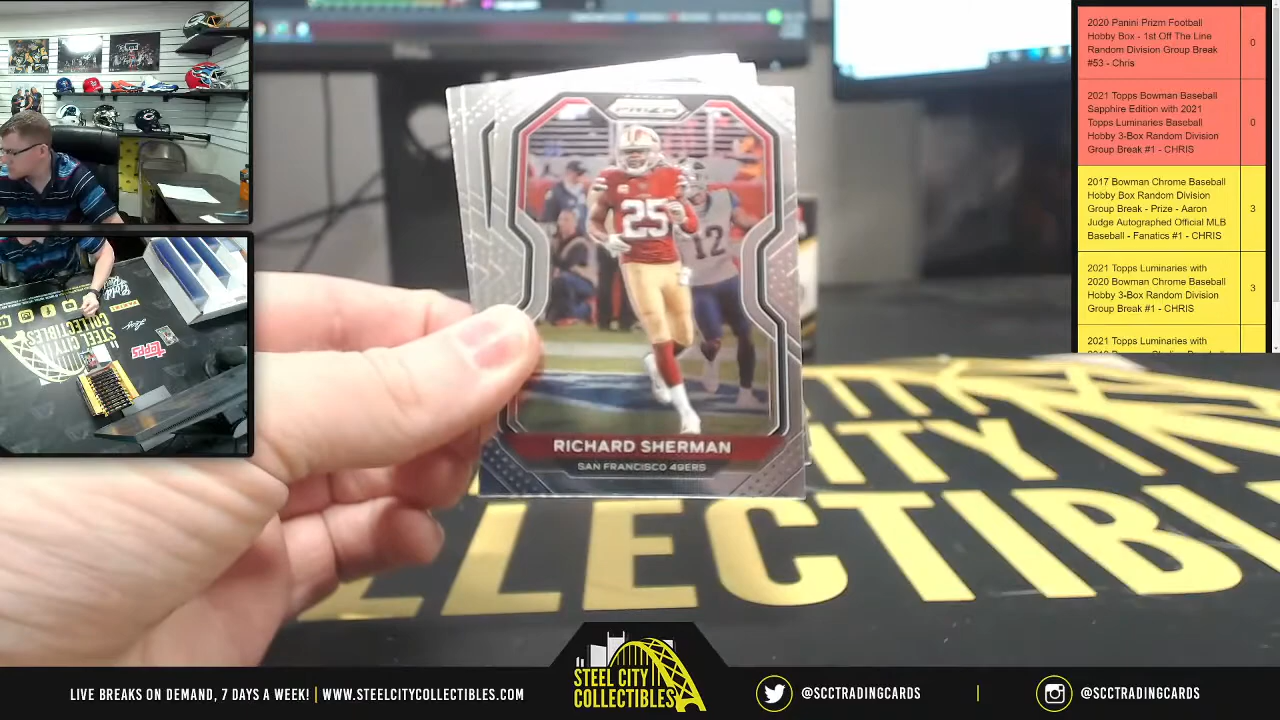 PRIZM
25
12
RICHARD SHERMAN
SAN FRANCISCO 49ERS
2020 Panini Prizm Football
Hobby Box - 1st Off The Line
Random Division Group Break
#53 - Chris
0
2021 Topps Bowman Baseball
Sapphire Edition with 2021
Topps Luminaries Baseball
Hobby 3-Box Random Division
Group Break #1 - CHRIS
0
2017 Bowman Chrome Baseball
Hobby Box Random Division
Group Break - Prize - Aaron
Judge Autographed Official MLB
Baseball - Fanatics #1 - CHRIS
3
2021 Topps Luminaries with
2020 Bowman Chrome Baseball
Hobby 3-Box Random Division
Group Break #1 - CHRIS
3
2021 Topps Luminaries with
STEEL CITY
COLLECTIBLES
Topps
CITY
LLECTIBL
LIVE BREAKS ON DEMAND, 7 DAYS A WEEK! | WWW.STEELCITYCOLLECTIBLES.COM
STEEL CITY
COLLECTIBLES
@SCCTRADINGCARDS
@SCCTRADINGCARDS